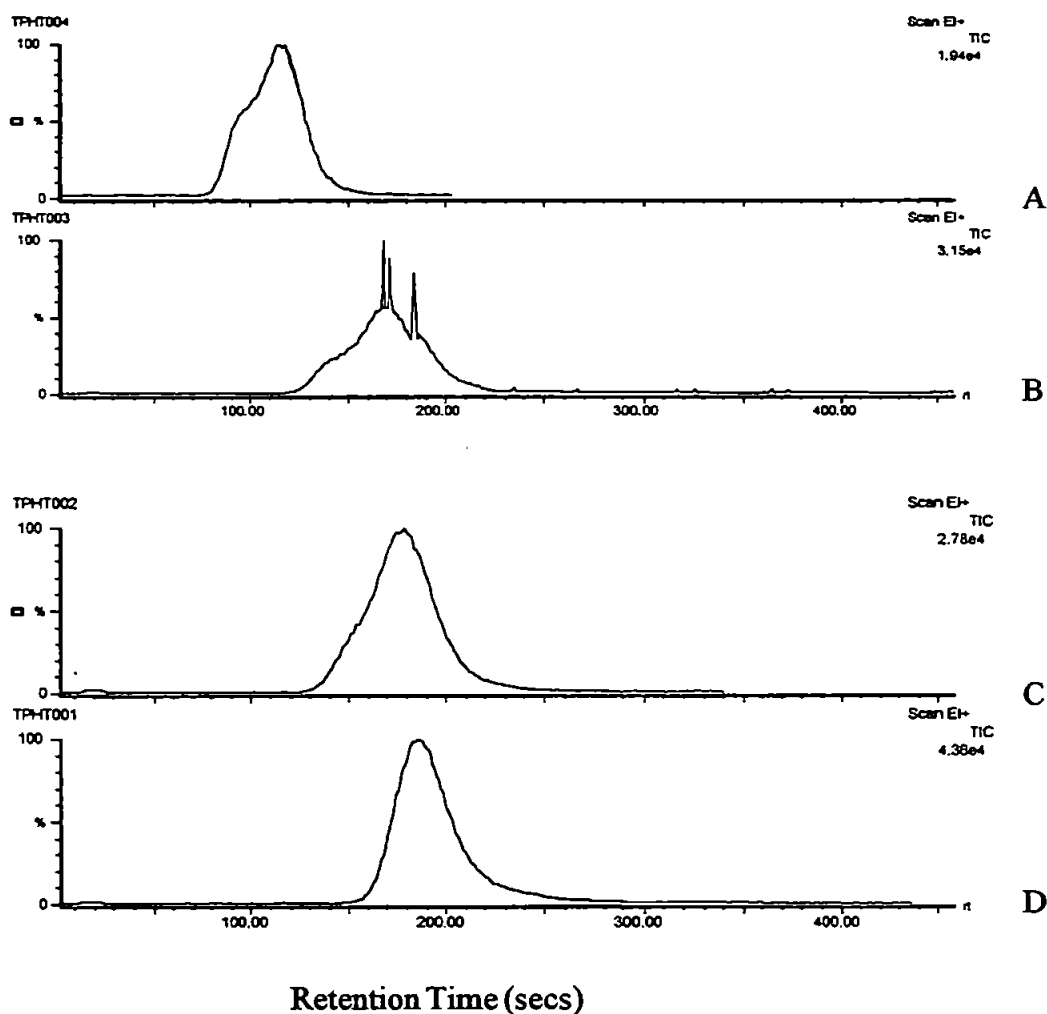 TPHT004
Scan EI+
TIC
1.94e4
100
%
0
A
TPHT003
Scan EI+
TIC
3.15e4
100
%
0
100.00 200.00 300.00 400.00 rt
B
TPHT002
Scan EI+
TIC
2.78e4
100
%
0
C
TPHT001
Scan EI+
TIC
4.38e4
100
%
0
100.00 200.00 300.00 400.00 rt
D
Retention Time (secs)